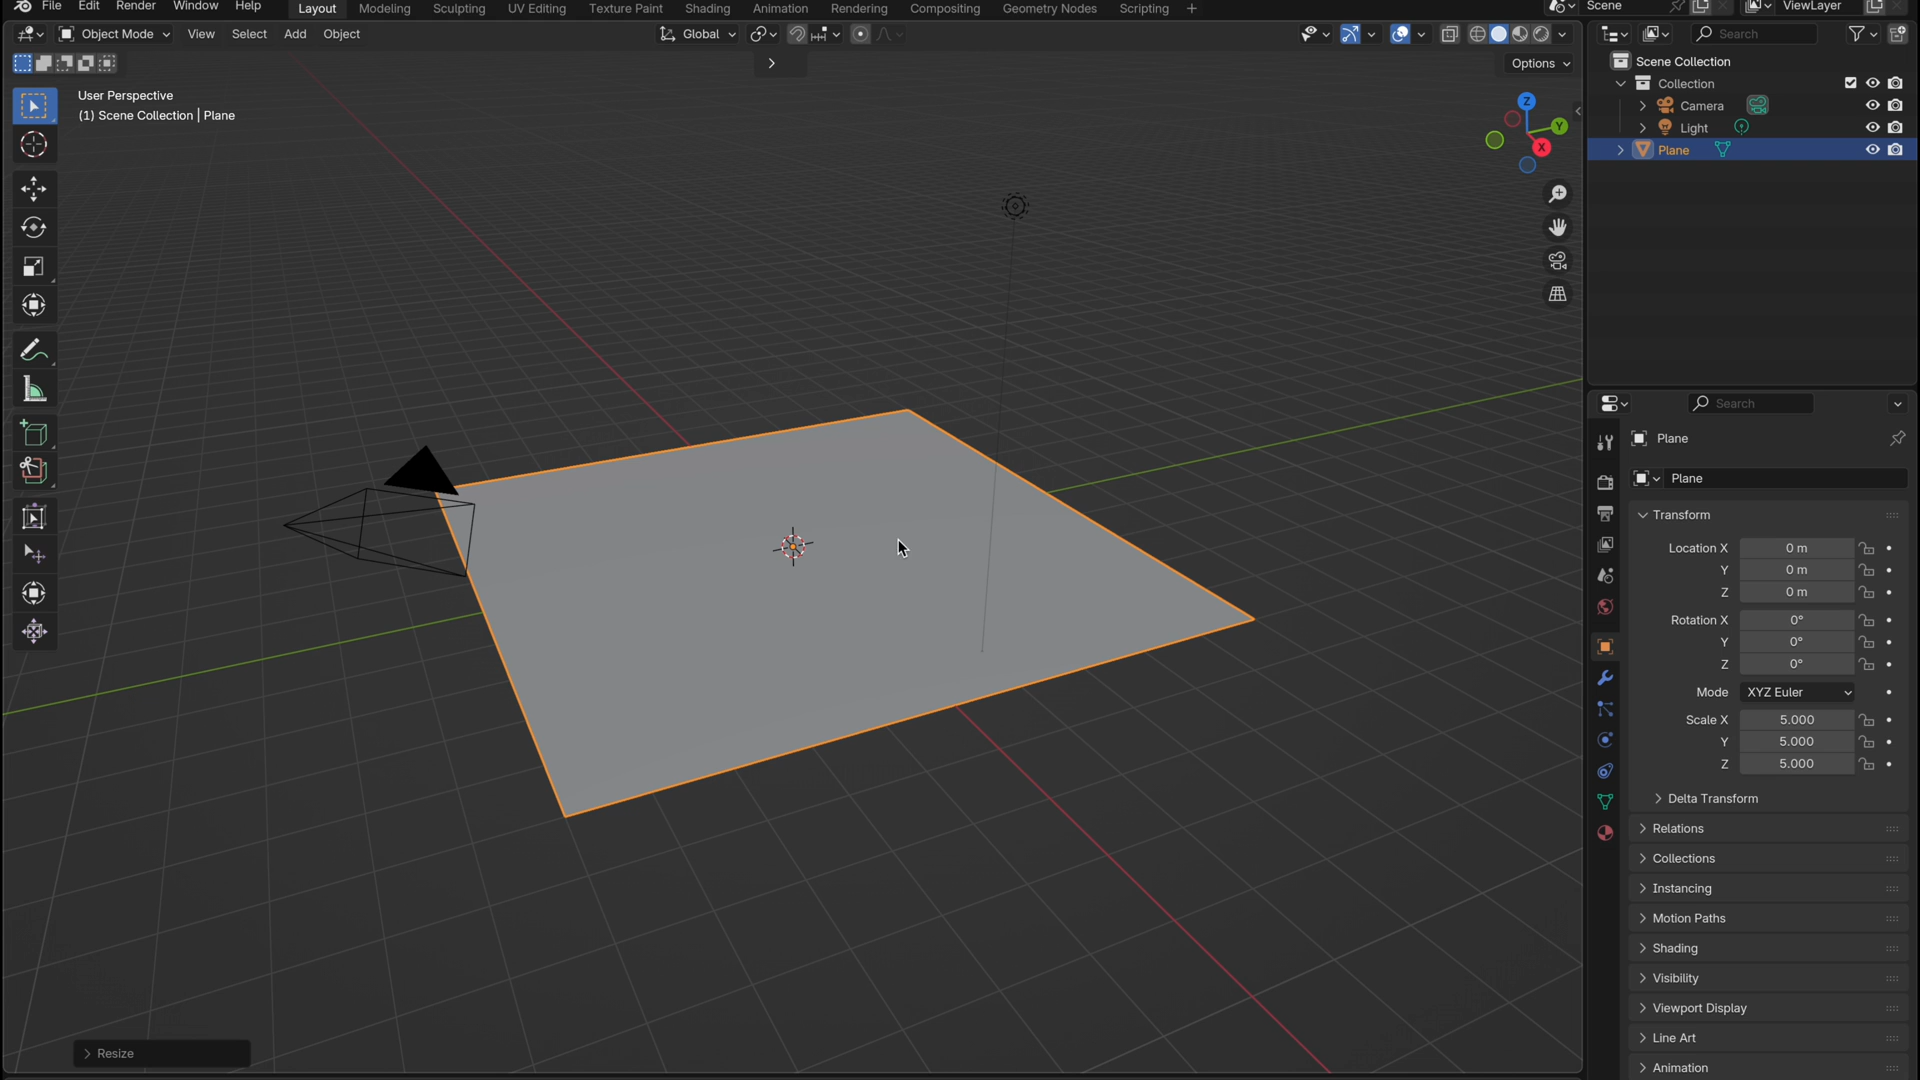 File Edit Render Window Help Layout Modeling Sculpting UV Editing Texture Paint Shading Animation Rendering Compositing Geometry Nodes Scripting + Scene ViewLayer
Object Mode View Select Add Object Global Search
Options
User Perspective
(1) Scene Collection | Plane
Z
Y
X
Resize
Scene Collection
Collection
Camera
Light
Plane
Search
Plane
Plane
Transform
Location X 0 m
Y 0 m
Z 0 m
Rotation X 0°
Y 0°
Z 0°
Mode XYZ Euler
Scale X 5.000
Y 5.000
Z 5.000
Delta Transform
Relations
Collections
Instancing
Motion Paths
Shading
Visibility
Viewport Display
Line Art
Animation